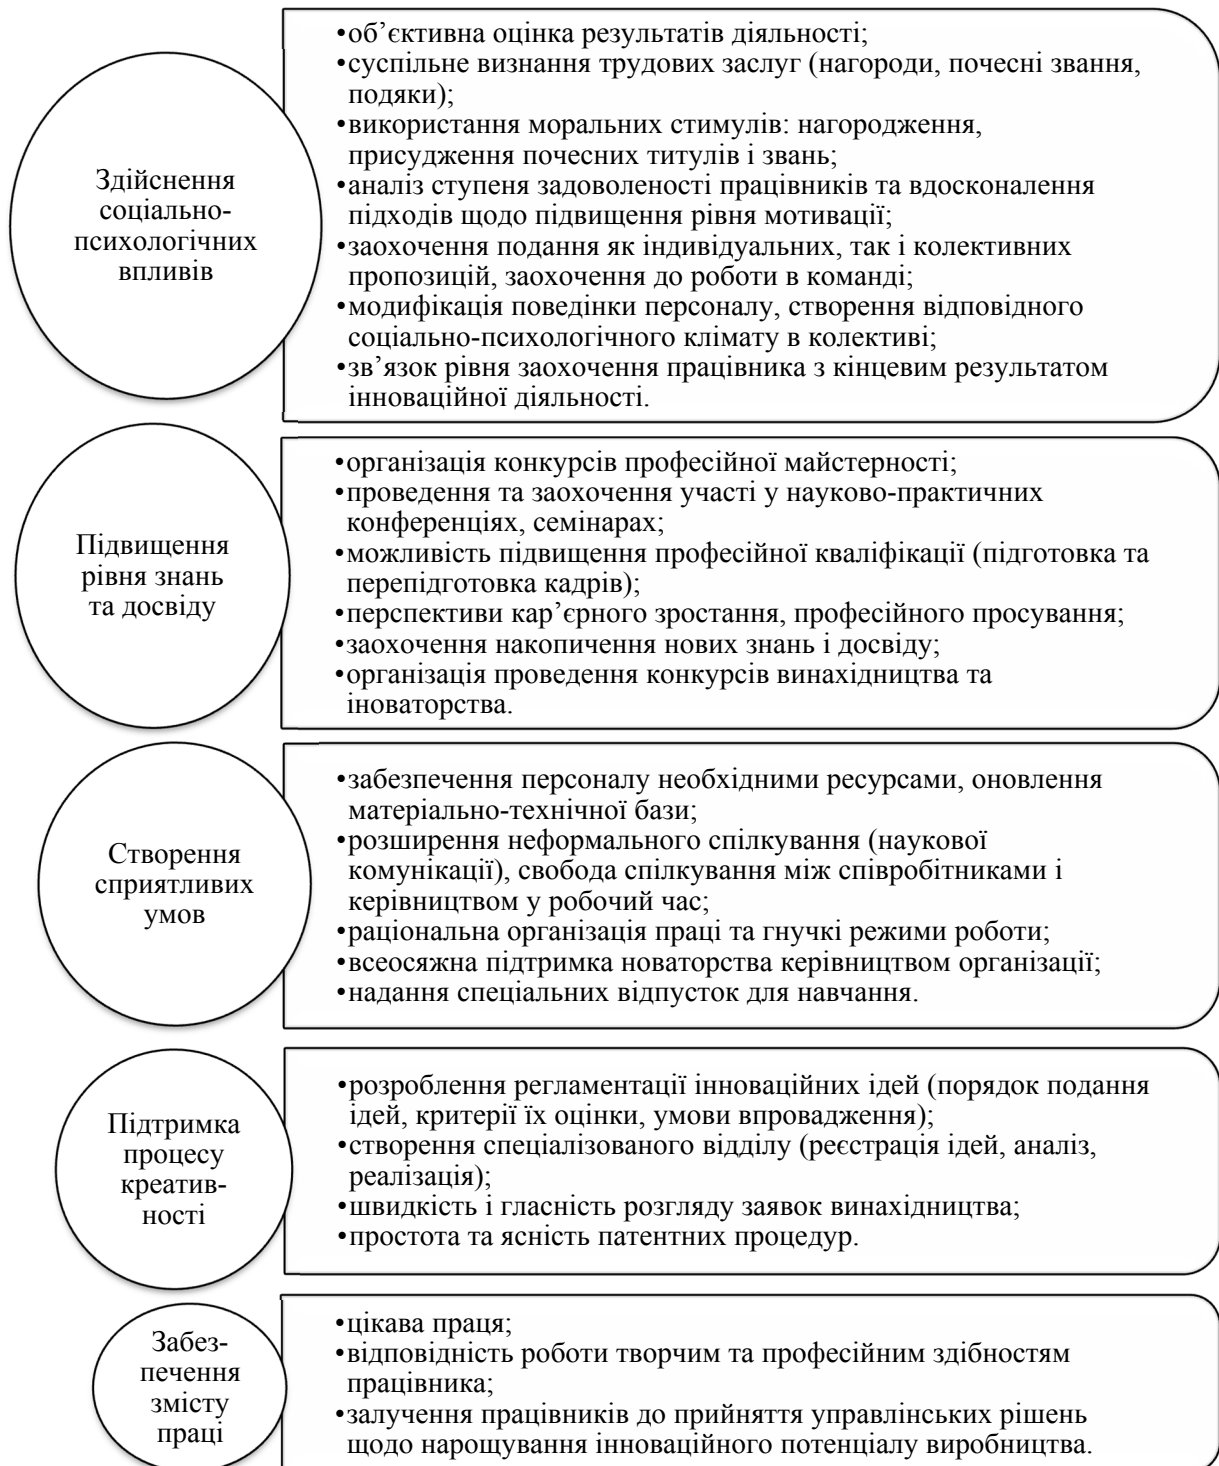 Здійснення
соціально-
психологічних
впливів
•об’єктивна оцінка результатів діяльності;
•суспільне визнання трудових заслуг (нагороди, почесні звання,
подяки);
•використання моральних стимулів: нагородження,
присудження почесних титулів і звань;
•аналіз ступеня задоволеності працівників та вдосконалення
підходів щодо підвищення рівня мотивації;
•заохочення подання як індивідуальних, так і колективних
пропозицій, заохочення до роботи в команді;
•модифікація поведінки персоналу, створення відповідного
соціально-психологічного клімату в колективі;
•зв’язок рівня заохочення працівника з кінцевим результатом
інноваційної діяльності.
Підвищення
рівня знань
та досвіду
•організація конкурсів професійної майстерності;
•проведення та заохочення участі у науково-практичних
конференціях, семінарах;
•можливість підвищення професійної кваліфікації (підготовка та
перепідготовка кадрів);
•перспективи кар’єрного зростання, професійного просування;
•заохочення накопичення нових знань і досвіду;
•організація проведення конкурсів винахідництва та
іноваторства.
Створення
сприятливих
умов
•забезпечення персоналу необхідними ресурсами, оновлення
матеріально-технічної бази;
•розширення неформального спілкування (наукової
комунікації), свобода спілкування між співробітниками і
керівництвом у робочий час;
•раціональна організація праці та гнучкі режими роботи;
•всеосяжна підтримка новаторства керівництвом організації;
•надання спеціальних відпусток для навчання.
Підтримка
процесу
креатив-
ності
•розроблення регламентації інноваційних ідей (порядок подання
ідей, критерії їх оцінки, умови впровадження);
•створення спеціалізованого відділу (реєстрація ідей, аналіз,
реалізація);
•швидкість і гласність розгляду заявок винахідництва;
•простота та ясність патентних процедур.
Забез-
печення
змісту
праці
•цікава праця;
•відповідність роботи творчим та професійним здібностям
працівника;
•залучення працівників до прийняття управлінських рішень
щодо нарощування інноваційного потенціалу виробництва.